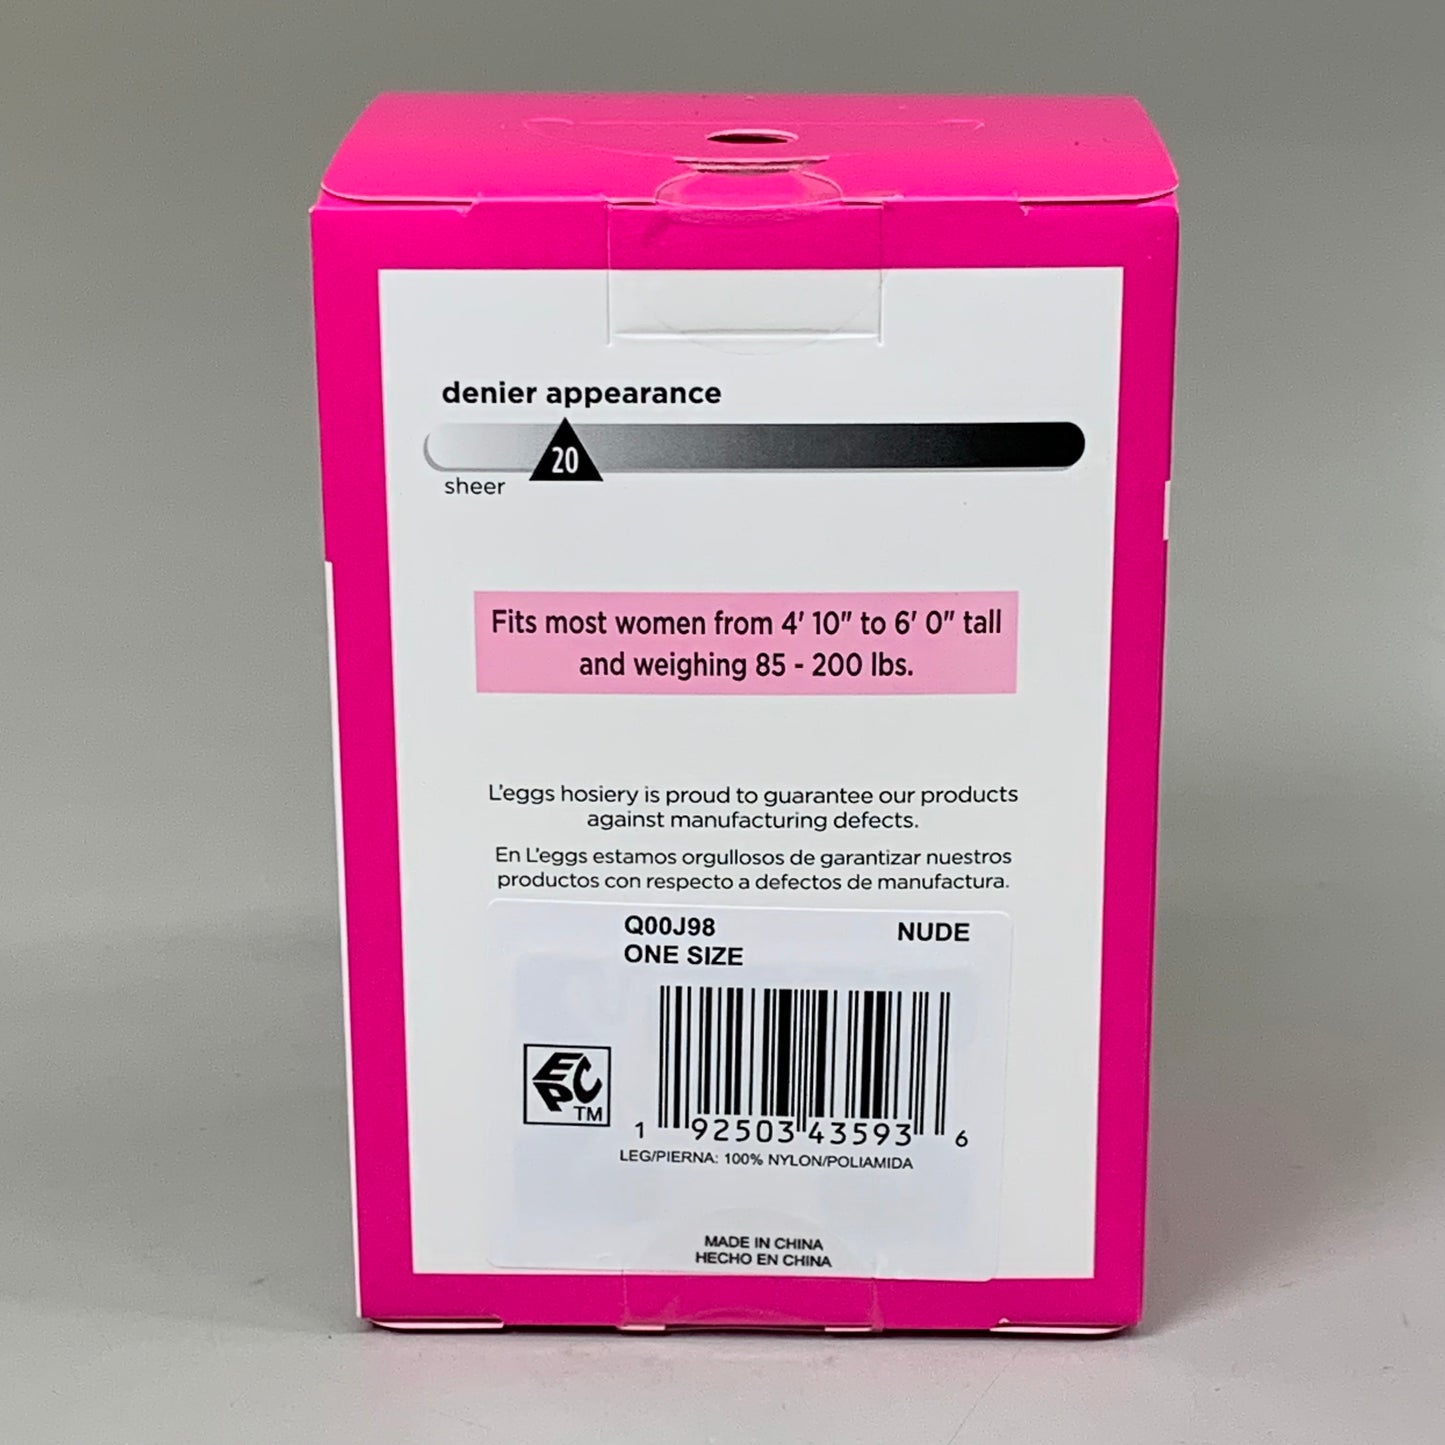 denier appearance
20
sheer
Fits most women from 4' 10" to 6' 0" tall
and weighing 85 - 200 lbs.
L'eggs hosiery is proud to guarantee our products
against manufacturing defects.
En L'eggs estamos orgullosos de garantizar nuestros
productos con respecto a defectos de manufactura.
Q00J98 NUDE
ONE SIZE
EPC TM
1 92503 43593 6
LEG/PIERNA: 100% NYLON/POLIAMIDA
MADE IN CHINA
HECHO EN CHINA